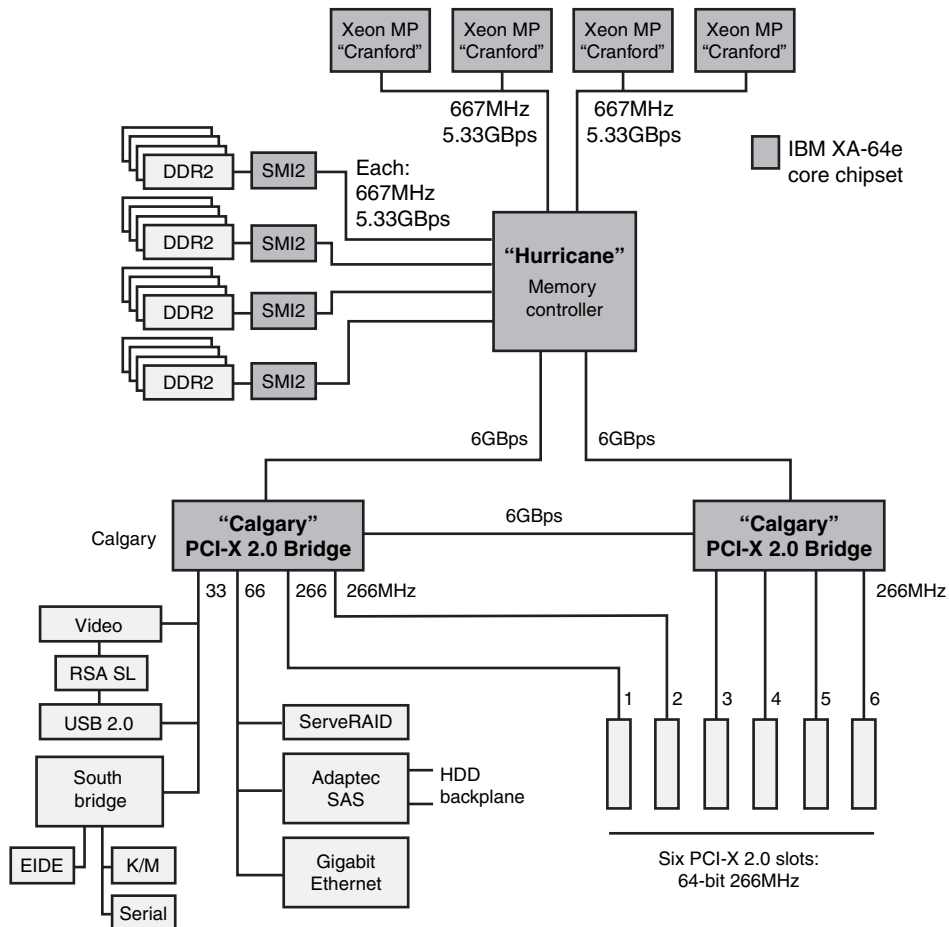 Xeon MP
"Cranford"
Xeon MP
"Cranford"
Xeon MP
"Cranford"
Xeon MP
"Cranford"
667MHz
5.33GBps
667MHz
5.33GBps
IBM XA-64e
core chipset
DDR2
SMI2
Each:
667MHz
5.33GBps
DDR2
SMI2
DDR2
SMI2
DDR2
SMI2
"Hurricane"
Memory
controller
6GBps
6GBps
Calgary
"Calgary"
PCI-X 2.0 Bridge
6GBps
"Calgary"
PCI-X 2.0 Bridge
33
66
266
266MHz
266MHz
Video
RSA SL
USB 2.0
South
bridge
EIDE
K/M
Serial
ServeRAID
Adaptec
SAS
HDD
backplane
Gigabit
Ethernet
1
2
3
4
5
6
Six PCI-X 2.0 slots:
64-bit 266MHz